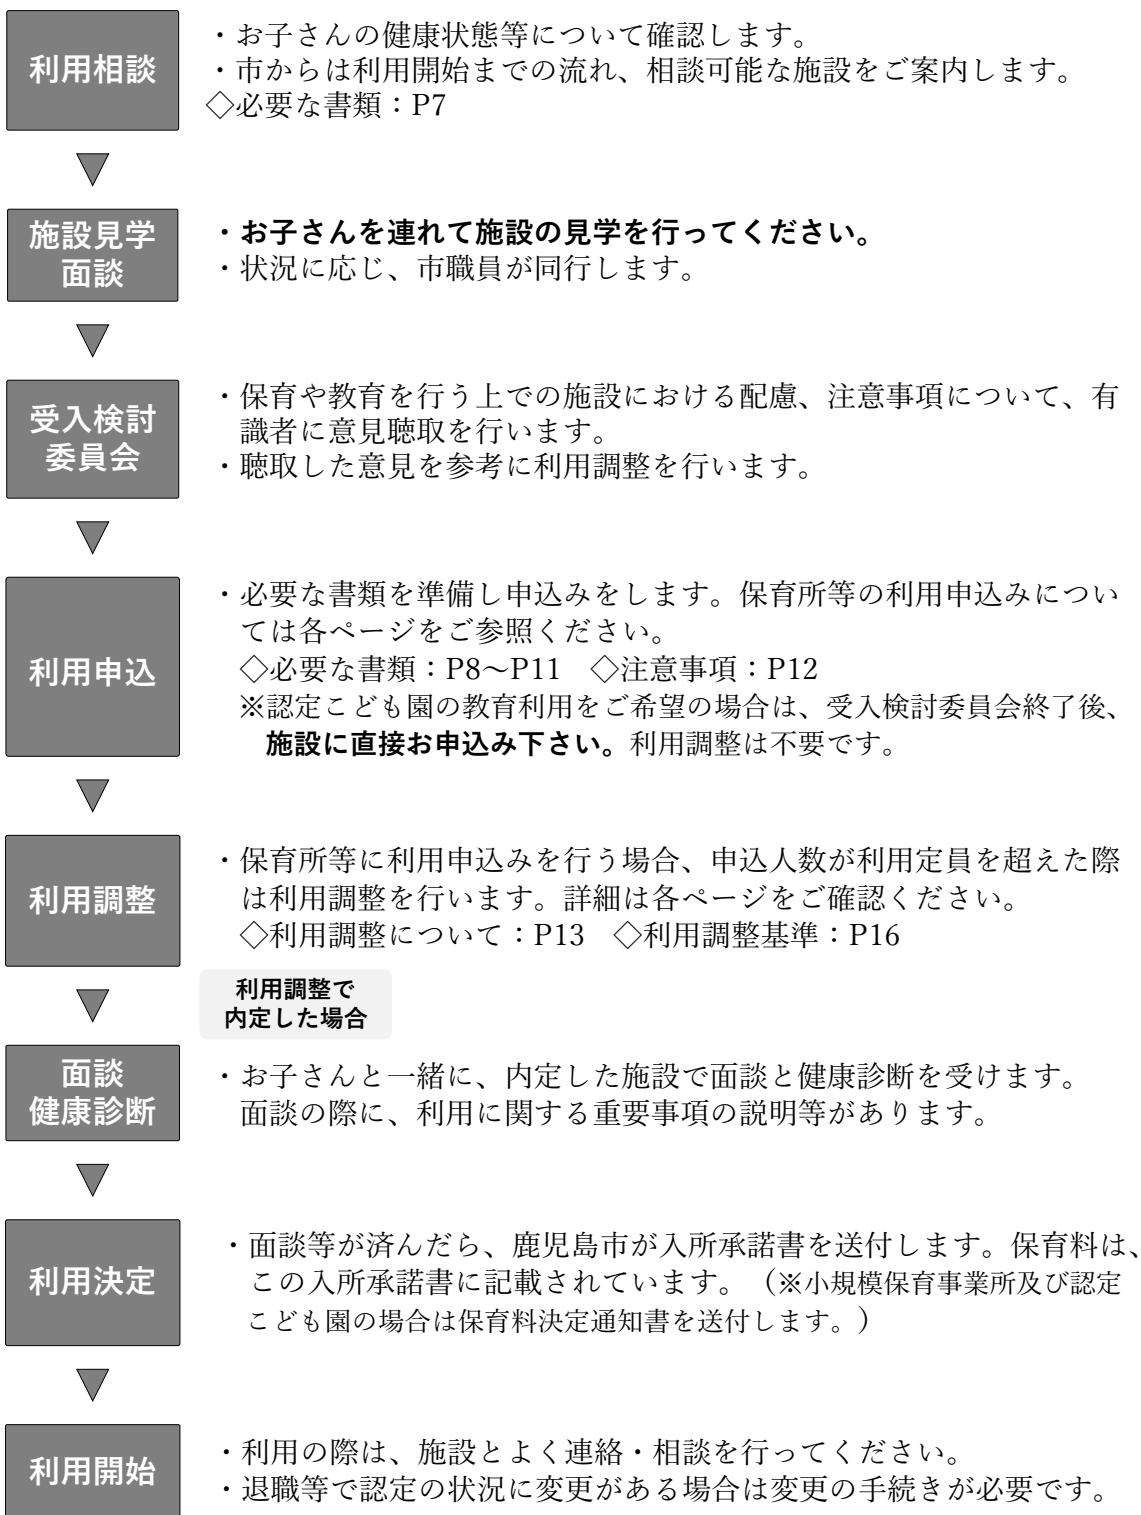 利用相談
・お子さんの健康状態等について確認します。
・市からは利用開始までの流れ、相談可能な施設をご案内します。
◇必要な書類：P7
施設見学
面談
・お子さんを連れて施設の見学を行ってください。
・状況に応じ、市職員が同行します。
受入検討
委員会
・保育や教育を行う上での施設における配慮、注意事項について、有
識者に意見聴取を行います。
・聴取した意見を参考に利用調整を行います。
利用申込
・必要な書類を準備し申込みをします。保育所等の利用申込みについ
ては各ページをご参照ください。
◇必要な書類：P8～P11　◇注意事項：P12
※認定こども園の教育利用をご希望の場合は、受入検討委員会終了後、
施設に直接お申込み下さい。利用調整は不要です。
利用調整
・保育所等に利用申込みを行う場合、申込人数が利用定員を超えた際
は利用調整を行います。詳細は各ページをご確認ください。
◇利用調整について：P13　◇利用調整基準：P16
利用調整で
内定した場合
面談
健康診断
・お子さんと一緒に、内定した施設で面談と健康診断を受けます。
面談の際に、利用に関する重要事項の説明等があります。
利用決定
・面談等が済んだら、鹿児島市が入所承諾書を送付します。保育料は、
この入所承諾書に記載されています。（※小規模保育事業所及び認定
こども園の場合は保育料決定通知書を送付します。）
利用開始
・利用の際は、施設とよく連絡・相談を行ってください。
・退職等で認定の状況に変更がある場合は変更の手続きが必要です。